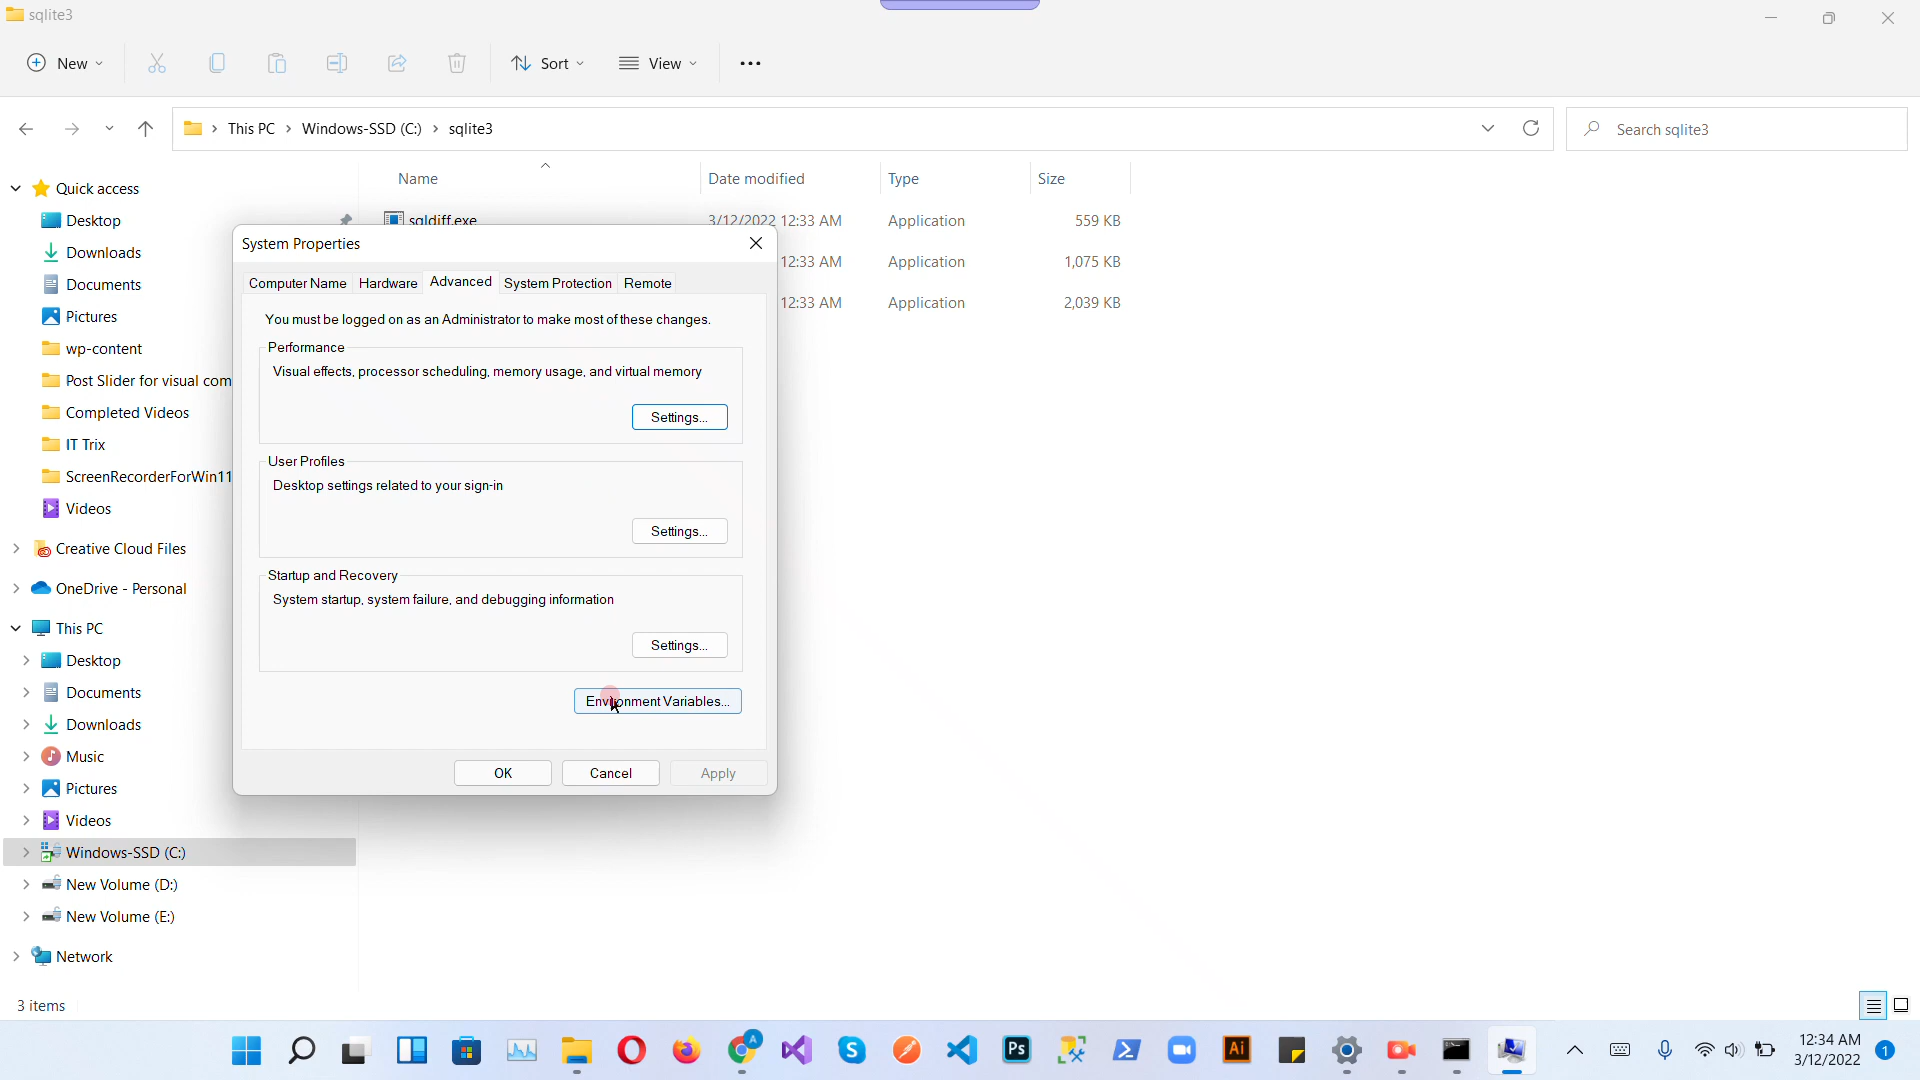 sqlite3
New
Sort
View
This PC > Windows-SSD (C:) > sqlite3
Search sqlite3
Name
Date modified
Type
Size
Quick access
Desktop
Downloads
Documents
Pictures
wp-content
Post Slider for visual com
Completed Videos
IT Trix
ScreenRecorderForWin11
Videos
Creative Cloud Files
OneDrive - Personal
This PC
Desktop
Documents
Downloads
Music
Pictures
Videos
Windows-SSD (C:)
New Volume (D:)
New Volume (E:)
Network
sqldiff.exe 3/12/2022 12:33 AM Application 559 KB
12:33 AM Application 1,075 KB
12:33 AM Application 2,039 KB
System Properties
Computer Name Hardware Advanced System Protection Remote
You must be logged on as an Administrator to make most of these changes.
Performance
Visual effects, processor scheduling, memory usage, and virtual memory
Settings...
User Profiles
Desktop settings related to your sign-in
Settings...
Startup and Recovery
System startup, system failure, and debugging information
Settings...
Environment Variables...
OK
Cancel
Apply
3 items
A
S
Ps
Ai
12:34 AM
3/12/2022
1